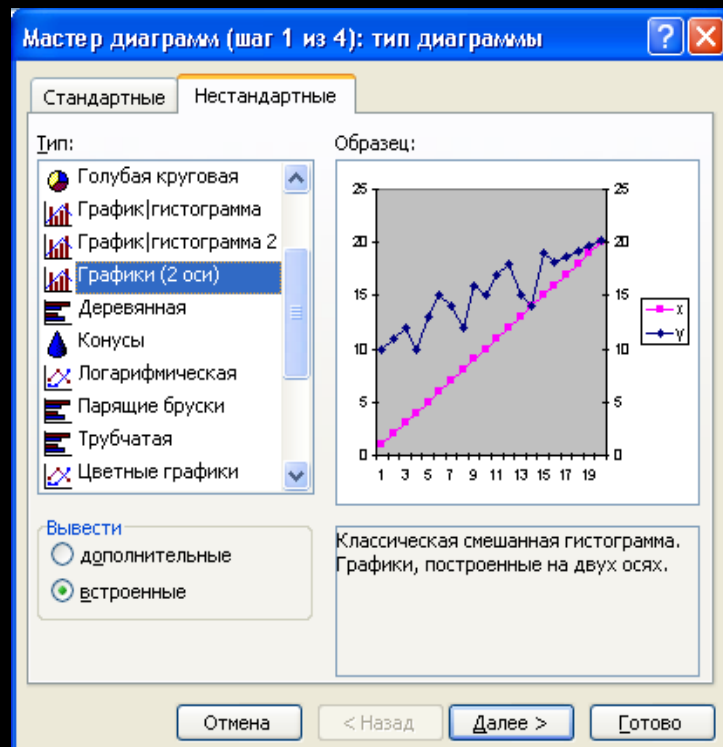 Мастер диаграмм (шаг 1 из 4): тип диаграммы
Стандартные
Нестандартные
Тип:
Голубая круговая
График|гистограмма
График|гистограмма 2
Графики (2 оси)
Деревянная
Конусы
Логарифмическая
Парящие бруски
Трубчатая
Цветные графики
Образец:
25 25
20 20
15 15
10 10
5 5
0 0
1 3 5 7 9 11 13 15 17 19
x
y
Вывести
дополнительные
встроенные
Классическая смешанная гистограмма.
Графики, построенные на двух осях.
Отмена
< Назад
Далее >
Готово